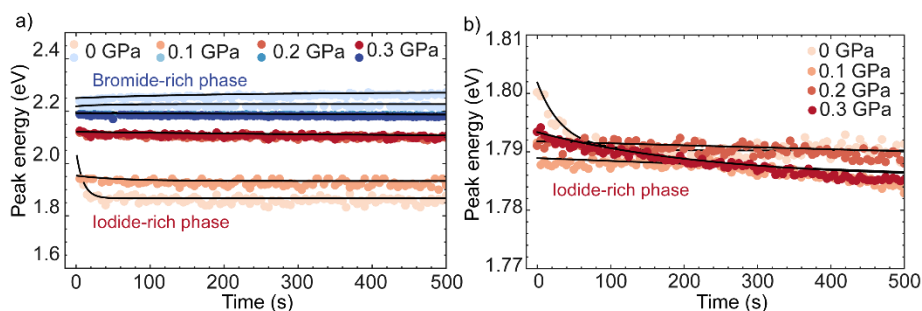 a)
Peak energy (eV)
2.4
2.2
2.0
1.8
1.6
0 GPa 0.1 GPa 0.2 GPa 0.3 GPa
Bromide-rich phase
Iodide-rich phase
0 100 200 300 400 500
Time (s)
b)
Peak energy (eV)
1.81
1.80
1.79
1.78
1.77
0 GPa
0.1 GPa
0.2 GPa
0.3 GPa
Iodide-rich phase
0 100 200 300 400 500
Time (s)